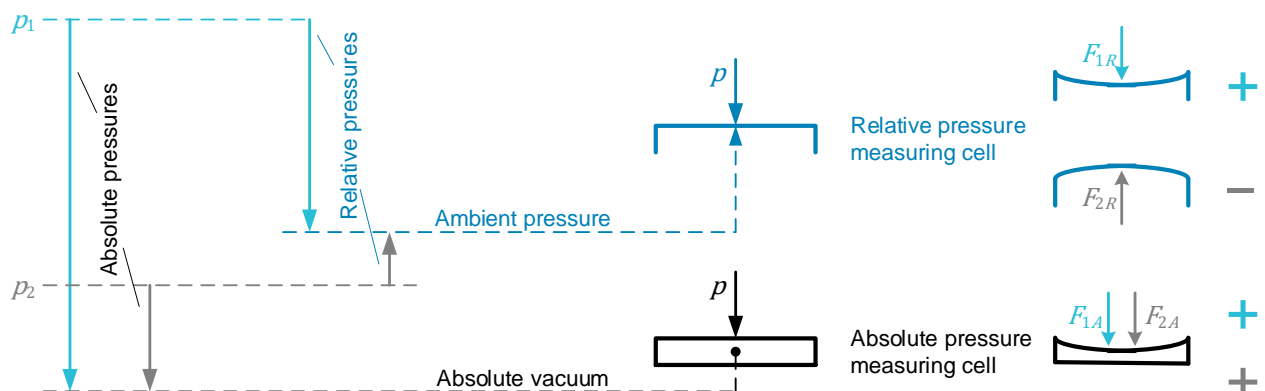 p1
Absolute pressures
Relative pressures
p2
Ambient pressure
Absolute vacuum
p
Relative pressure
measuring cell
F1R
+
F2R
−
p
Absolute pressure
measuring cell
F1A
F2A
+
+